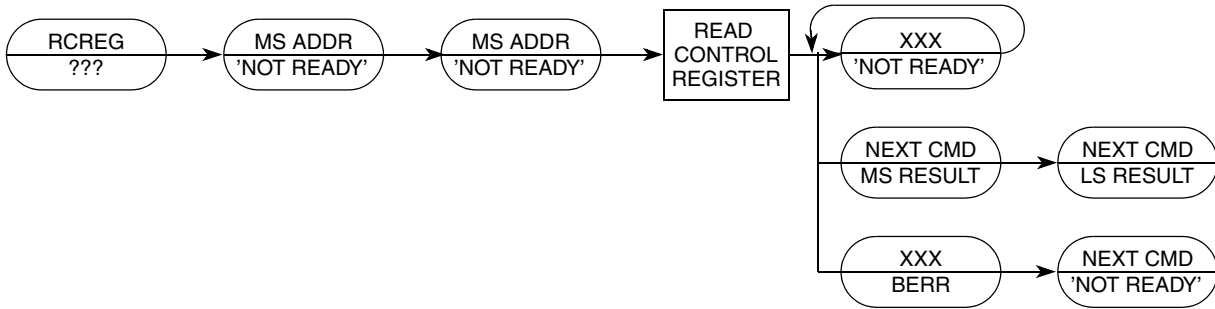 RCREG
???
MS ADDR
'NOT READY'
MS ADDR
'NOT READY'
READ
CONTROL
REGISTER
XXX
'NOT READY'
NEXT CMD
MS RESULT
NEXT CMD
LS RESULT
XXX
BERR
NEXT CMD
'NOT READY'